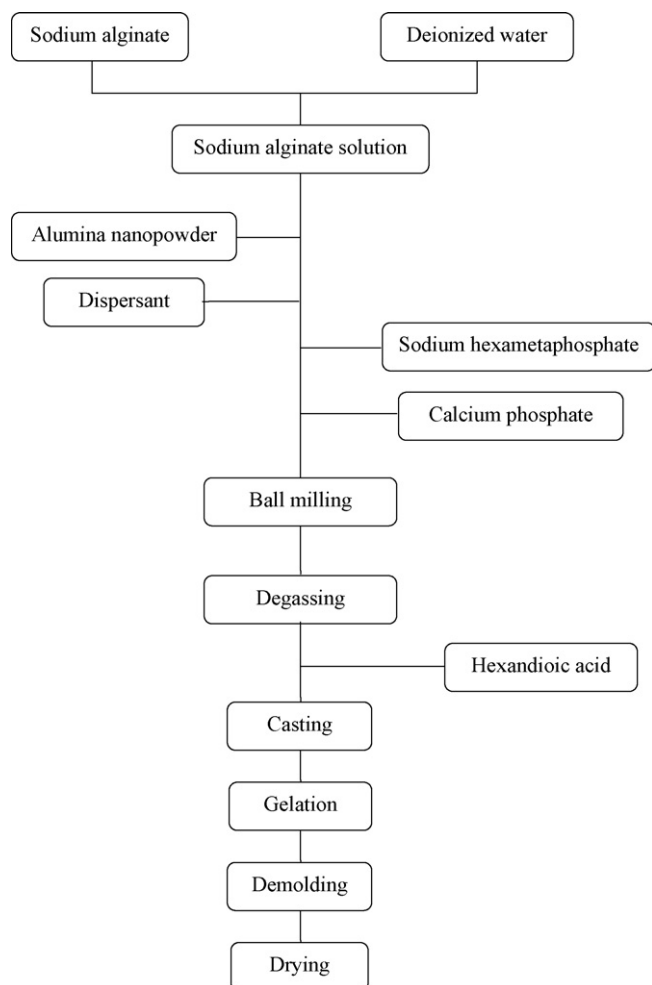 Sodium alginate
Deionized water
Sodium alginate solution
Alumina nanopowder
Dispersant
Sodium hexametaphosphate
Calcium phosphate
Ball milling
Degassing
Hexandioic acid
Casting
Gelation
Demolding
Drying